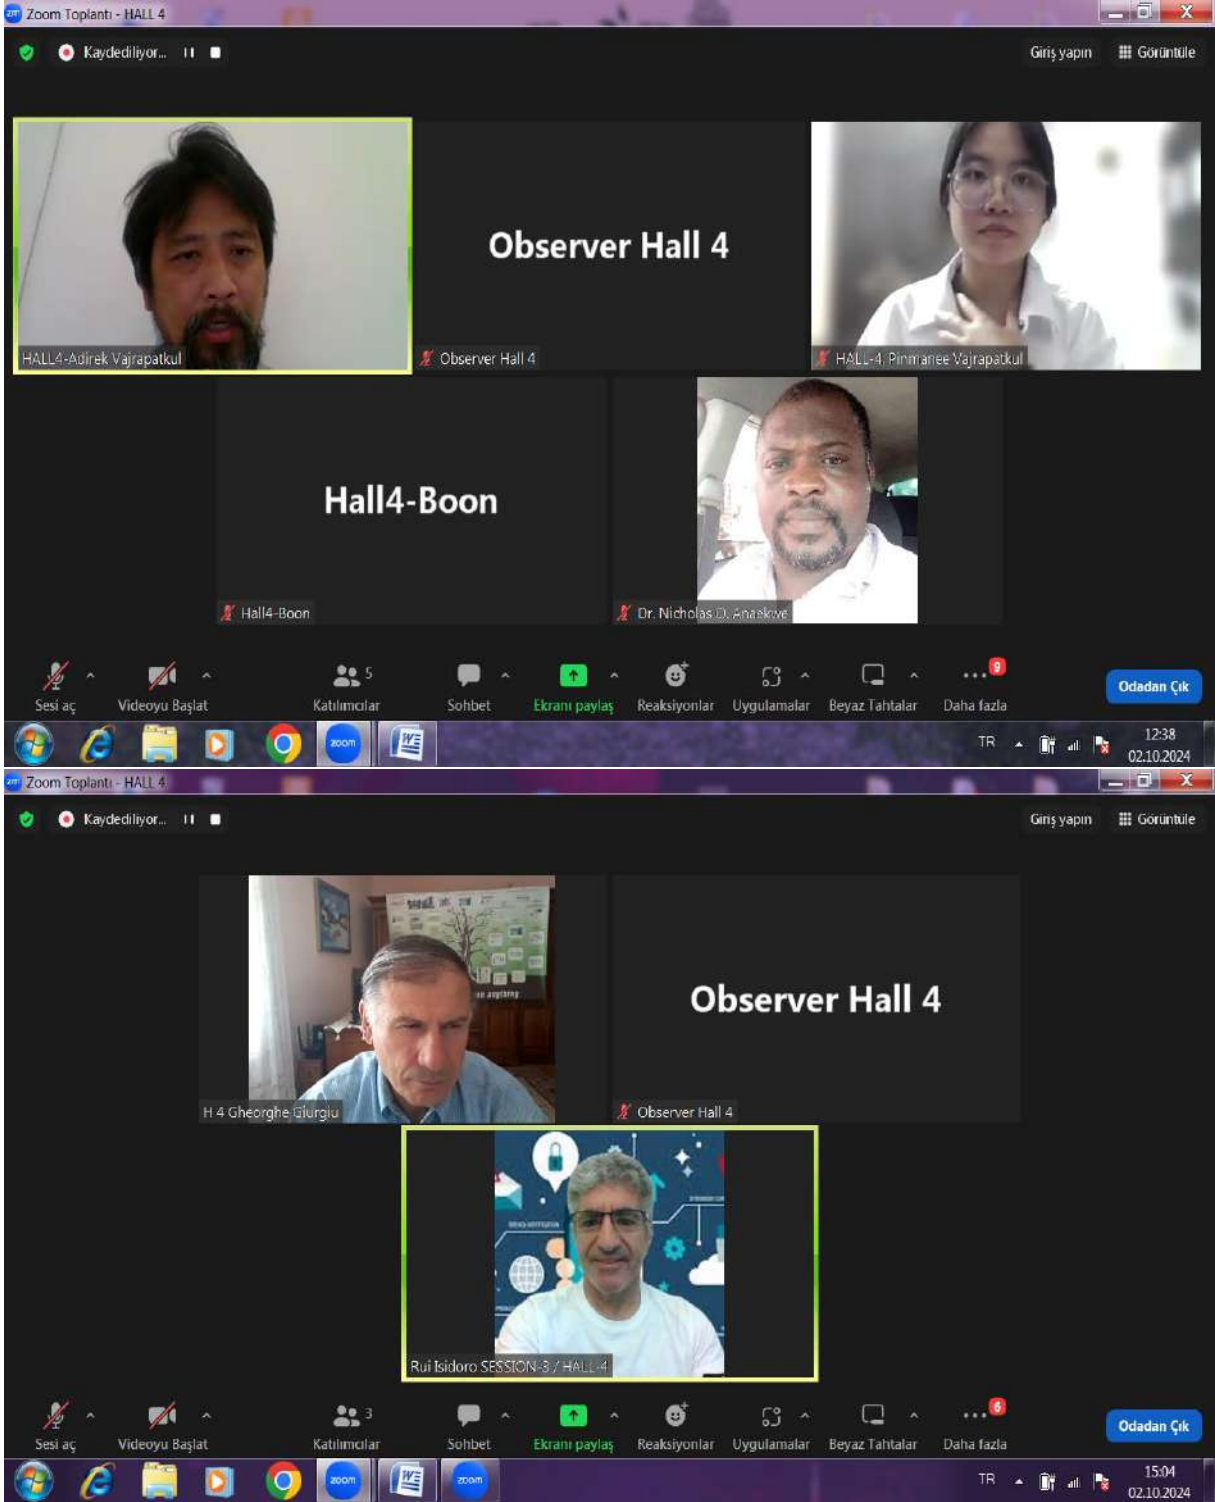 Zoom Toplantı - HALL 4
Kaydediliyor...
Giriş yapın
Görüntüle
HALL4-Adirek Vajrapatkul
Observer Hall 4
Observer Hall 4
HALL-4, Pinmanee Vajrapatkul
Hall4-Boon
Hall4-Boon
Dr. Nicholas O. Anaekwe
5
9
Sesi aç
Videoyu Başlat
Katılımcılar
Sohbet
Ekranı paylaş
Reaksiyonlar
Uygulamalar
Beyaz Tahtalar
Daha fazla
Odadan Çık
zoom
TR
12:38
02.10.2024
Zoom Toplantı - HALL 4
Kaydediliyor...
Giriş yapın
Görüntüle
H 4 Gheorghe Giurgiu
Observer Hall 4
Observer Hall 4
Rui Isidoro SESSION-3 / HALL-4
3
6
Sesi aç
Videoyu Başlat
Katılımcılar
Sohbet
Ekranı paylaş
Reaksiyonlar
Uygulamalar
Beyaz Tahtalar
Daha fazla
Odadan Çık
zoom
zoom
TR
15:04
02.10.2024